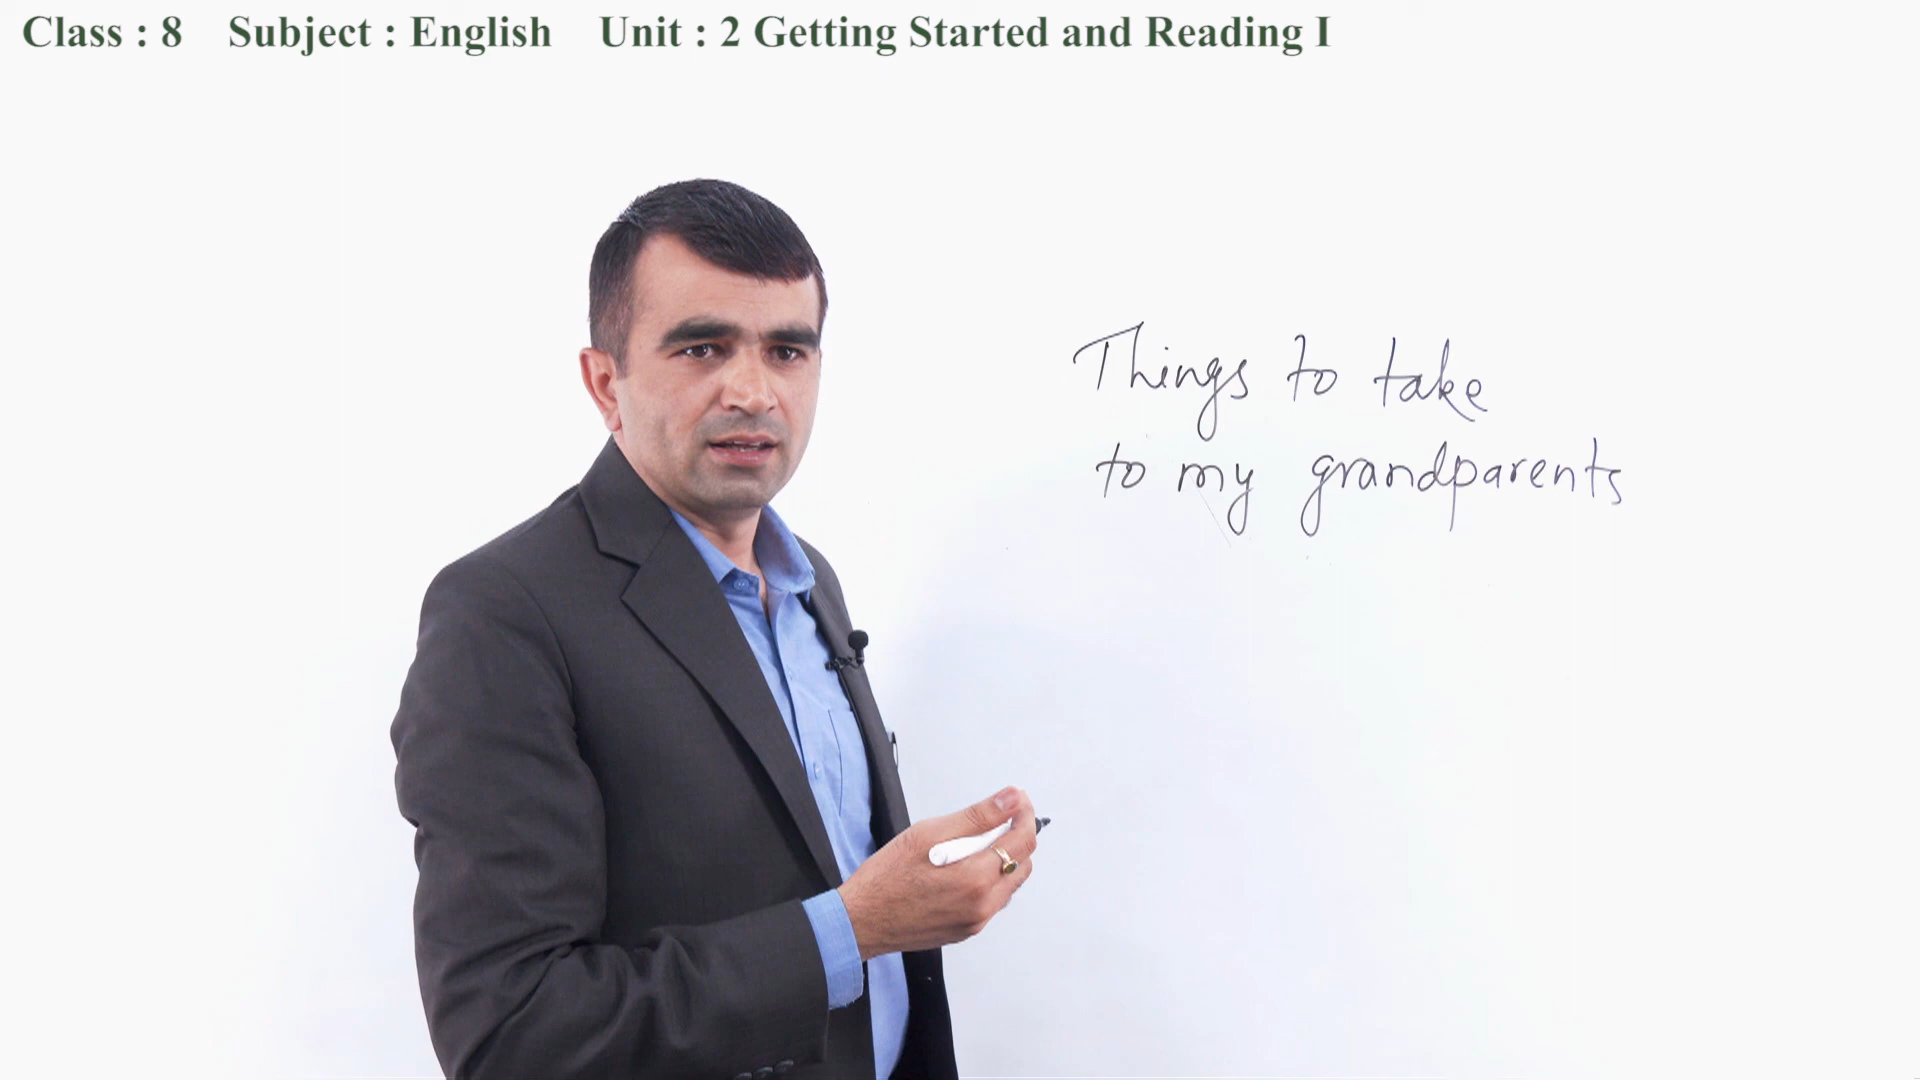 Class : 8 Subject : English Unit : 2 Getting Started and Reading I
Things to take
to my grandparents